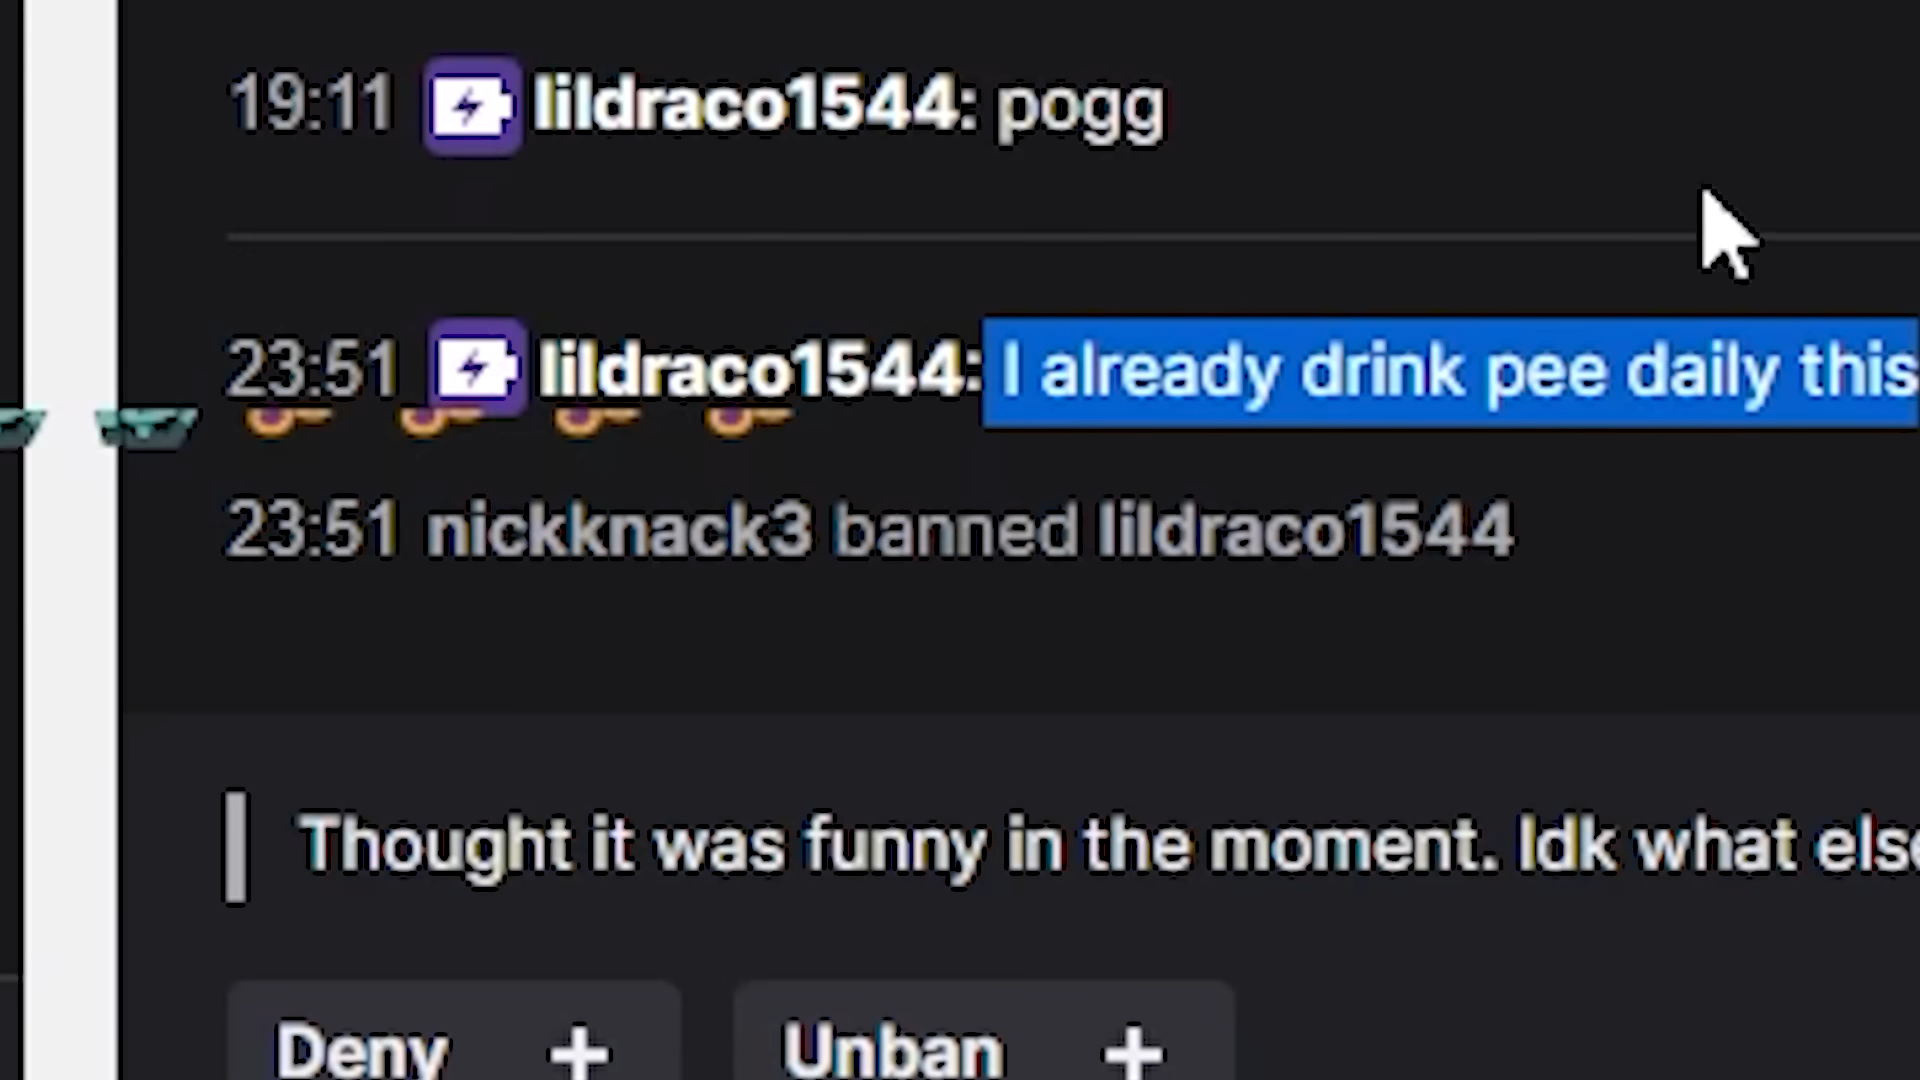 19:11 lildraco1544: pogg
23:51 lildraco1544: I already drink pee daily this
23:51 nickknack3 banned lildraco1544
Thought it was funny in the moment. Idk what else
Deny +
Unban +